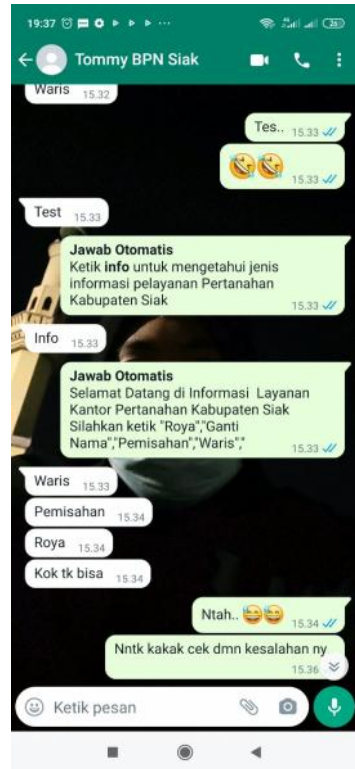 19:37
Tommy BPN Siak
Waris 15.32
Tes.. 15.33
15.33
Test 15.33
Jawab Otomatis
Ketik info untuk mengetahui jenis
informasi pelayanan Pertanahan
Kabupaten Siak
15.33
Info 15.33
Jawab Otomatis
Selamat Datang di Informasi Layanan
Kantor Pertanahan Kabupaten Siak
Silahkan ketik "Roya","Ganti
Nama","Pemisahan","Waris","
15.33
Waris 15.33
Pemisahan 15.34
Roya 15.34
Kok tk bisa 15.34
Ntah.. 15.34
Nntk kakak cek dmn kesalahan ny
15.36
Ketik pesan